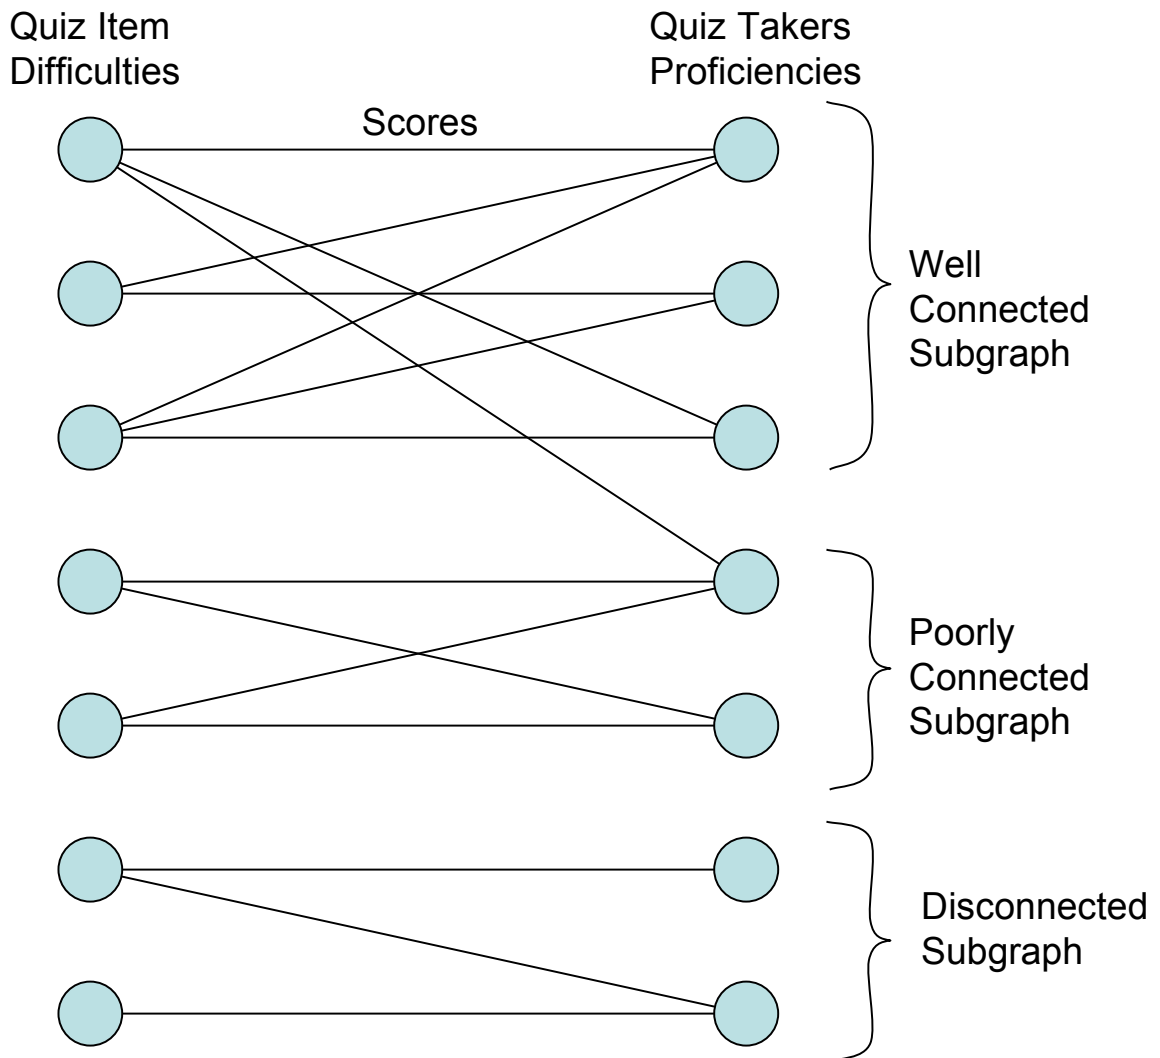 Quiz Item
Difficulties
Quiz Takers
Proficiencies
Scores
Well
Connected
Subgraph
Poorly
Connected
Subgraph
Disconnected
Subgraph